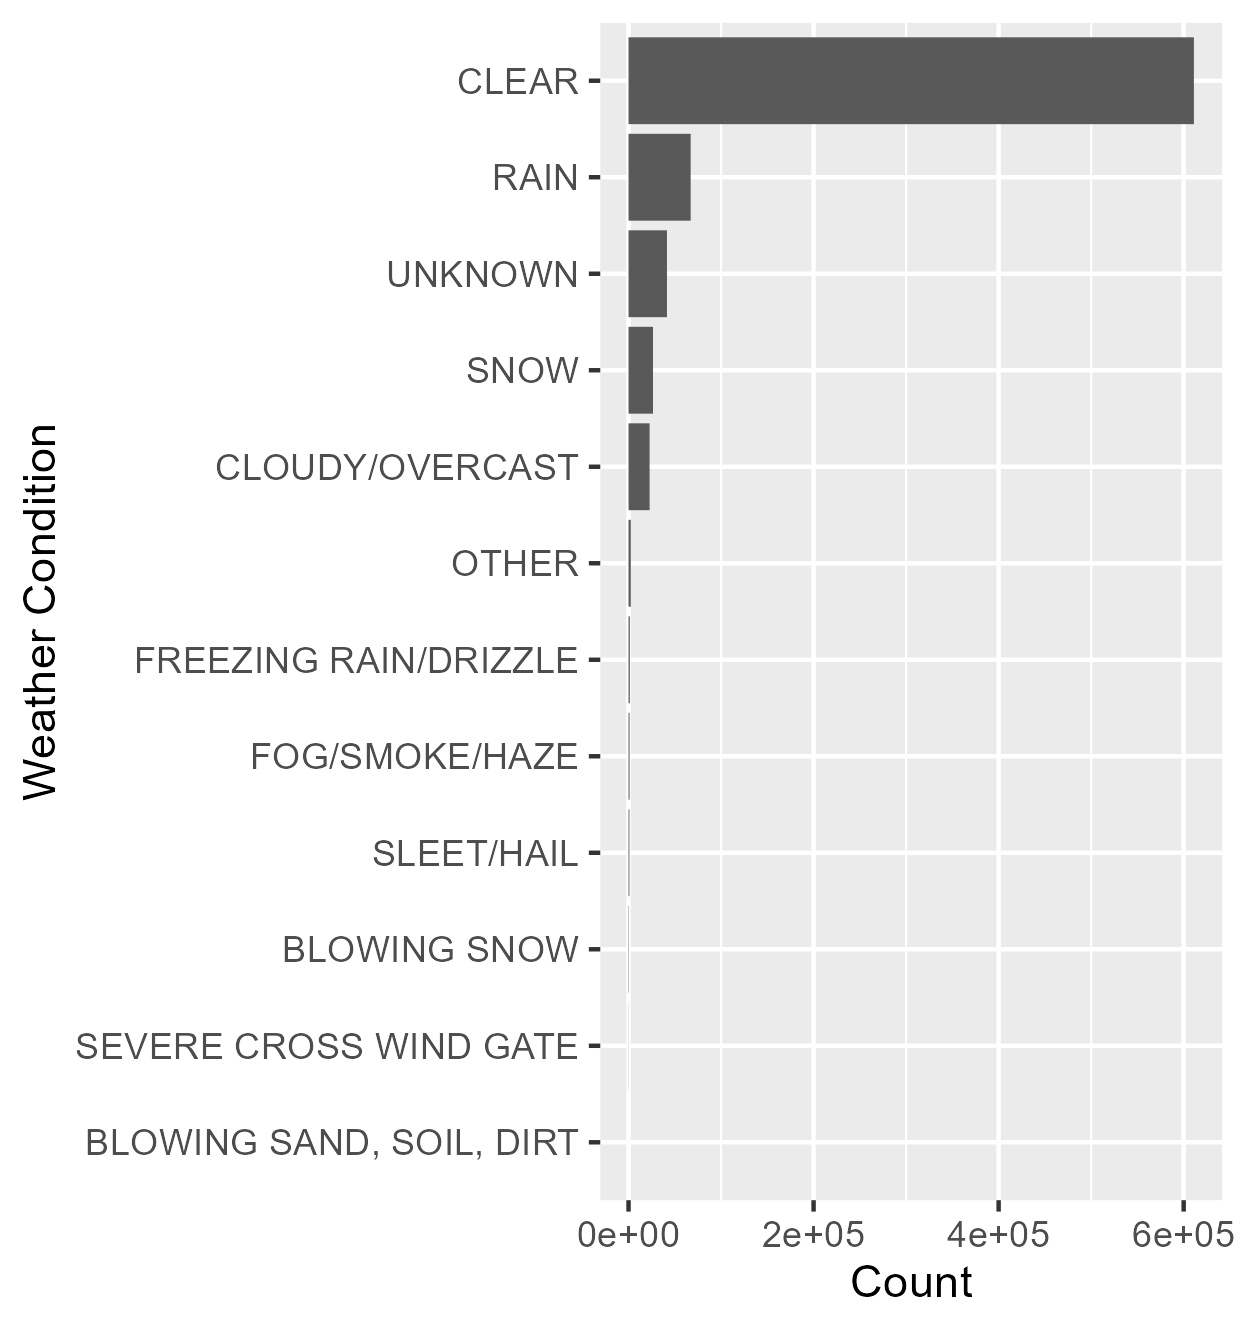 CLEAR
RAIN
UNKNOWN
SNOW
CLOUDY/OVERCAST
OTHER
FREEZING RAIN/DRIZZLE
FOG/SMOKE/HAZE
SLEET/HAIL
BLOWING SNOW
SEVERE CROSS WIND GATE
BLOWING SAND, SOIL, DIRT
Weather Condition
0e+00 2e+05 4e+05 6e+05
Count